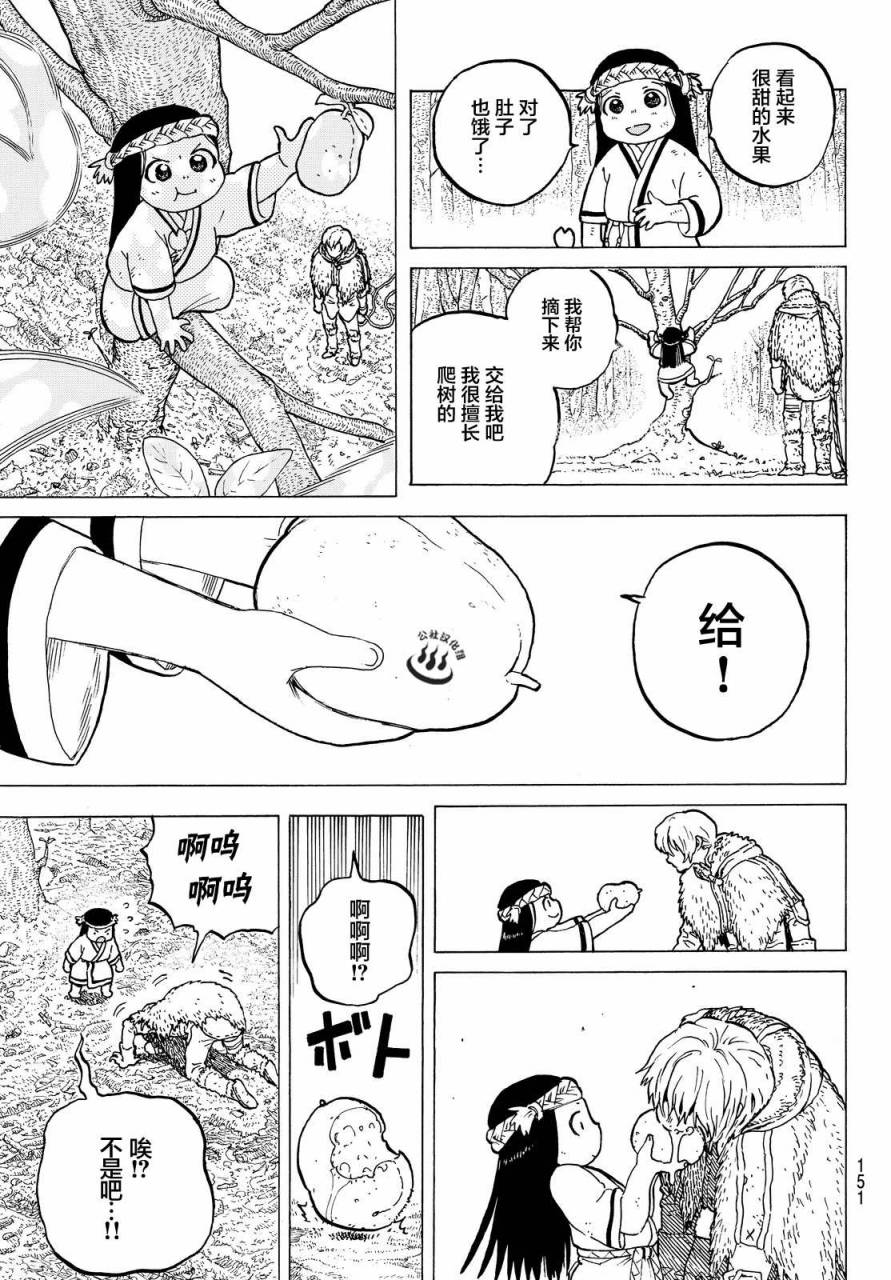 看起来
很甜的水果
对了
肚子
也饿了…
我帮你
摘下来
交给我吧
我很擅长
爬树的
给！
公社汉化组
啊啊啊!?
ボト
啊呜
啊呜
唉!?
不是吧…!!
151